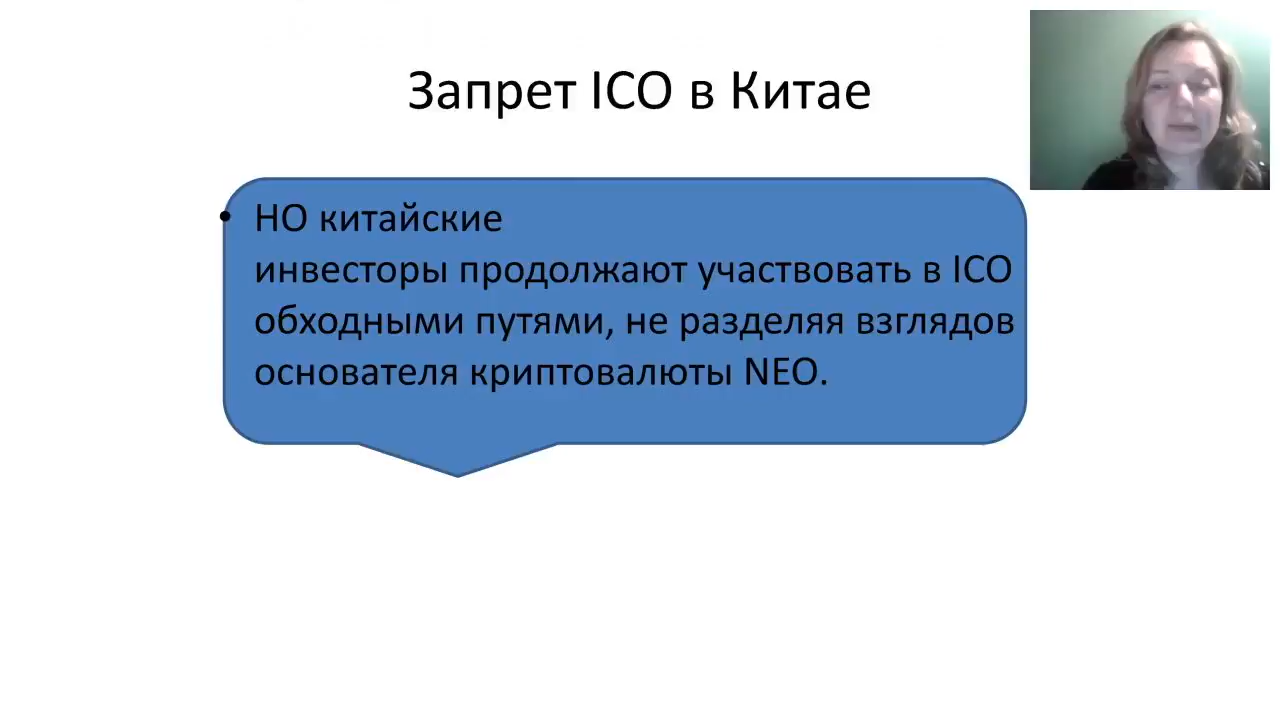 Запрет ICO в Китае
• НО китайские
инвесторы продолжают участвовать в ICO
обходными путями, не разделяя взглядов
основателя криптовалюты NEO.